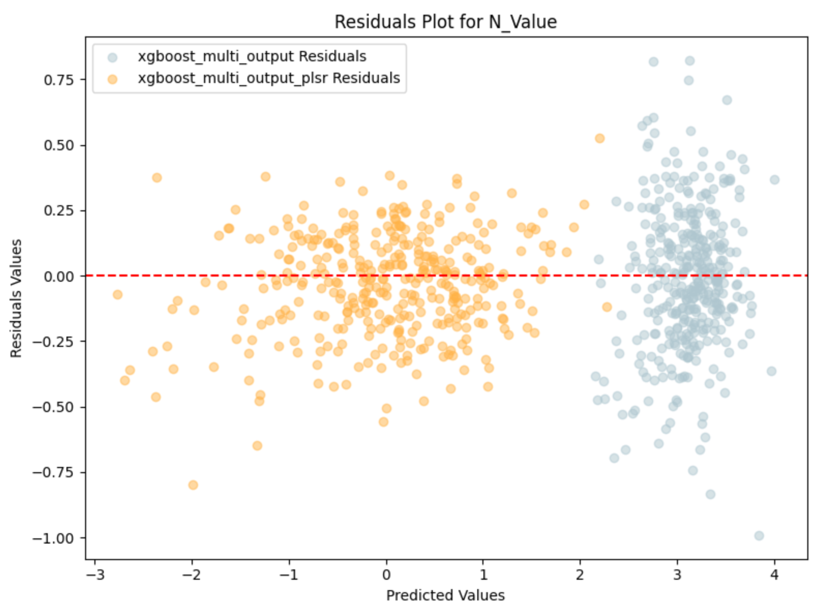 Residuals Plot for N_Value
xgboost_multi_output Residuals
xgboost_multi_output_plsr Residuals
0.75
0.50
0.25
0.00
−0.25
−0.50
−0.75
−1.00
Residuals Values
−3 −2 −1 0 1 2 3 4
Predicted Values